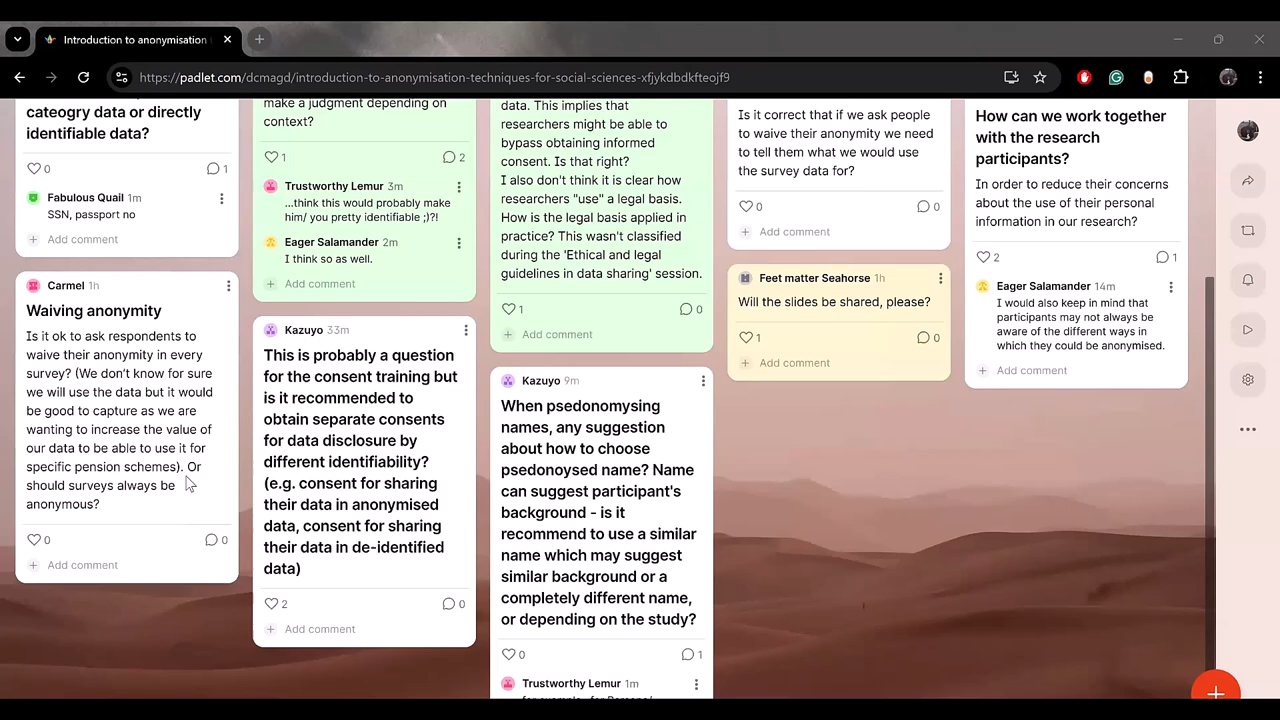 Introduction to anonymisation
https://padlet.com/dcmagd/introduction-to-anonymisation-techniques-for-social-sciences-xfjykdbdkfteojf9
cateogry data or directly
identifiable data?
0
1
Fabulous Quail 1m
SSN, passport no
Add comment
Carmel 1h
Waiving anonymity
Is it ok to ask respondents to
waive their anonymity in every
survey? (We don't know for sure
we will use the data but it would
be good to capture as we are
wanting to increase the value of
our data to be able to use it for
specific pension schemes). Or
should surveys always be
anonymous?
0
0
Add comment
make a judgment depending on
context?
1
2
Trustworthy Lemur 3m
...think this would probably make
him/ you pretty identifiable ;)?!
Eager Salamander 2m
I think so as well.
Add comment
Kazuyo 33m
This is probably a question
for the consent training but
is it recommended to
obtain separate consents
for data disclosure by
different identifiability?
(e.g. consent for sharing
their data in anonymised
data, consent for sharing
their data in de-identified
data)
2
0
Add comment
data. This implies that
researchers might be able to
bypass obtaining informed
consent. Is that right?
I also don't think it is clear how
researchers "use" a legal basis.
How is the legal basis applied in
practice? This wasn't classified
during the 'Ethical and legal
guidelines in data sharing' session.
1
0
Add comment
Kazuyo 9m
When psedonomysing
names, any suggestion
about how to choose
psedonoysed name? Name
can suggest participant's
background - is it
recommend to use a similar
name which may suggest
similar background or a
completely different name,
or depending on the study?
0
1
Trustworthy Lemur 1m
Is it correct that if we ask people
to waive their anonymity we need
to tell them what we would use
the survey data for?
0
0
Add comment
Feet matter Seahorse 1h
Will the slides be shared, please?
1
0
Add comment
How can we work together
with the research
participants?
In order to reduce their concerns
about the use of their personal
information in our research?
2
1
Eager Salamander 14m
I would also keep in mind that
participants may not always be
aware of the different ways in
which they could be anonymised.
Add comment